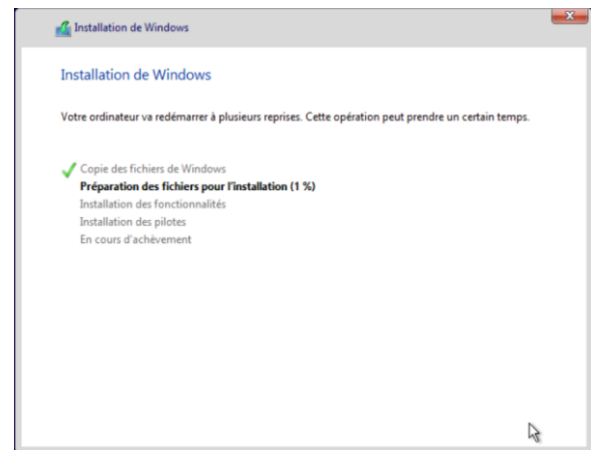 Installation de Windows
Installation de Windows
Votre ordinateur va redémarrer à plusieurs reprises. Cette opération peut prendre un certain temps.
Copie des fichiers de Windows
Préparation des fichiers pour l'installation (1 %)
Installation des fonctionnalités
Installation des pilotes
En cours d'achèvement